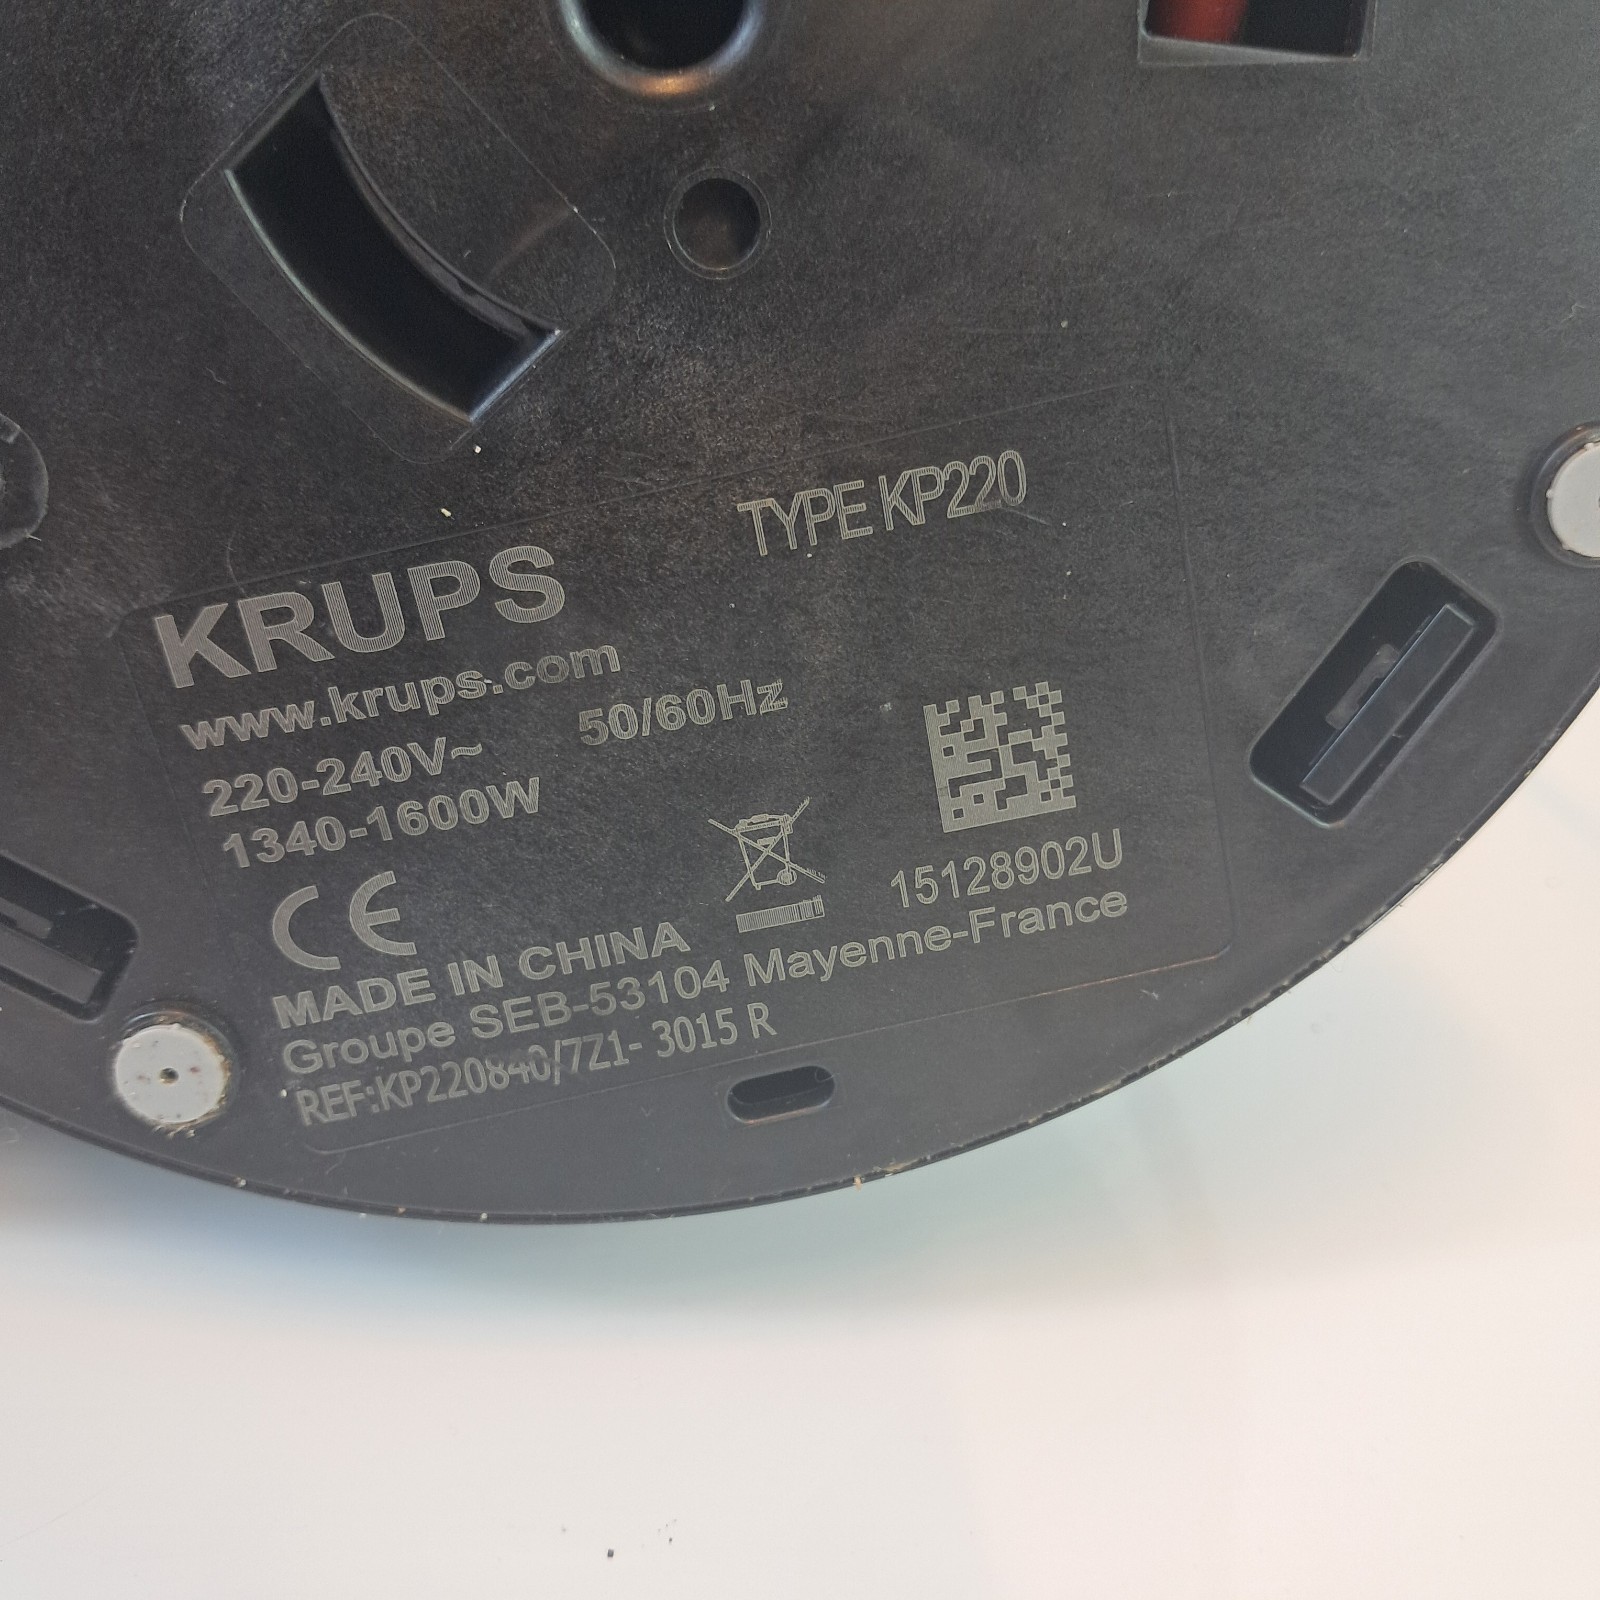 TYPE KP220
KRUPS
www.krups.com
220-240V~ 50/60Hz
1340-1600W
CE
15128902U
MADE IN CHINA
Groupe SEB-53104 Mayenne-France
REF:KP220840/7Z1- 3015 R